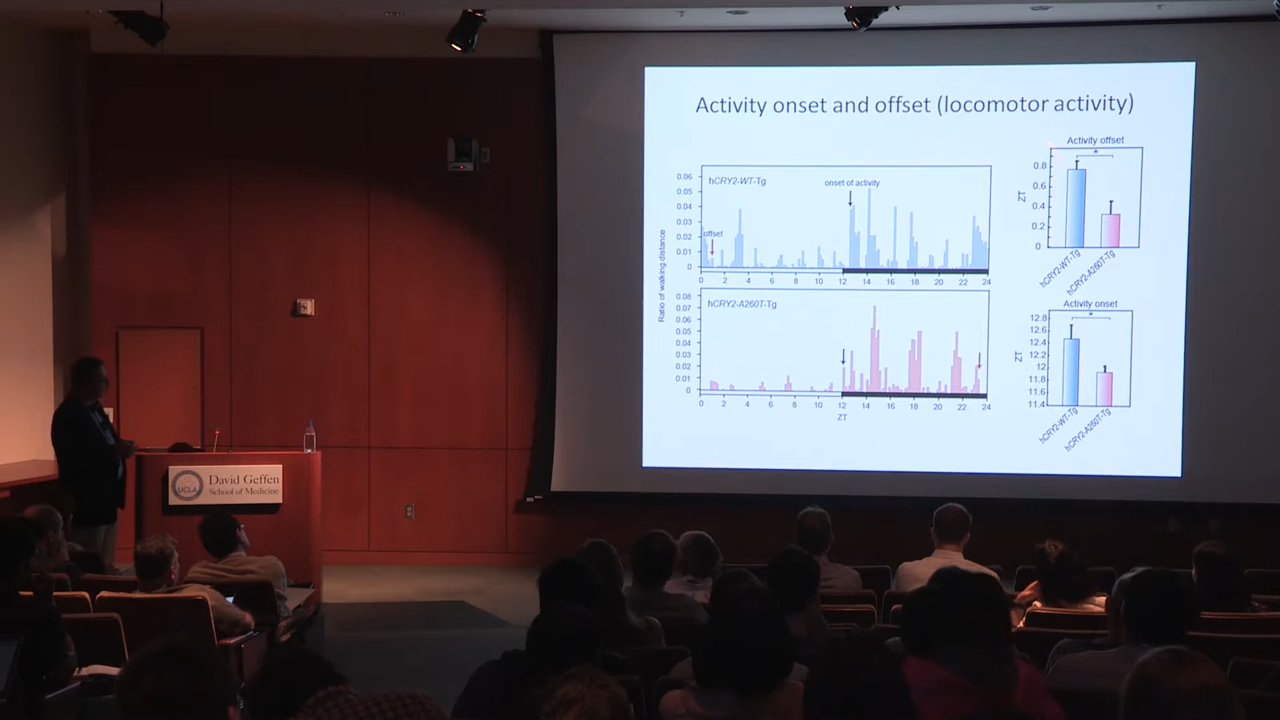 Activity onset and offset (locomotor activity)
Ratio of walking distance
hCRY2-WT-Tg
onset of activity
offset
0.06
0.05
0.04
0.03
0.02
0.01
0
0 2 4 6 8 10 12 14 16 18 20 22 24
hCRY2-A260T-Tg
0.08
0.07
0.06
0.05
0.04
0.03
0.02
0.01
0
0 2 4 6 8 10 12 14 16 18 20 22 24
ZT
Activity offset
*
ZT
0.8
0.6
0.4
0.2
0
hCRY2-WT-Tg
hCRY2-A260T-Tg
Activity onset
*
ZT
12.8
12.6
12.4
12.2
12
11.8
11.6
11.4
hCRY2-WT-Tg
hCRY2-A260T-Tg
UCLA
David Geffen
School of Medicine